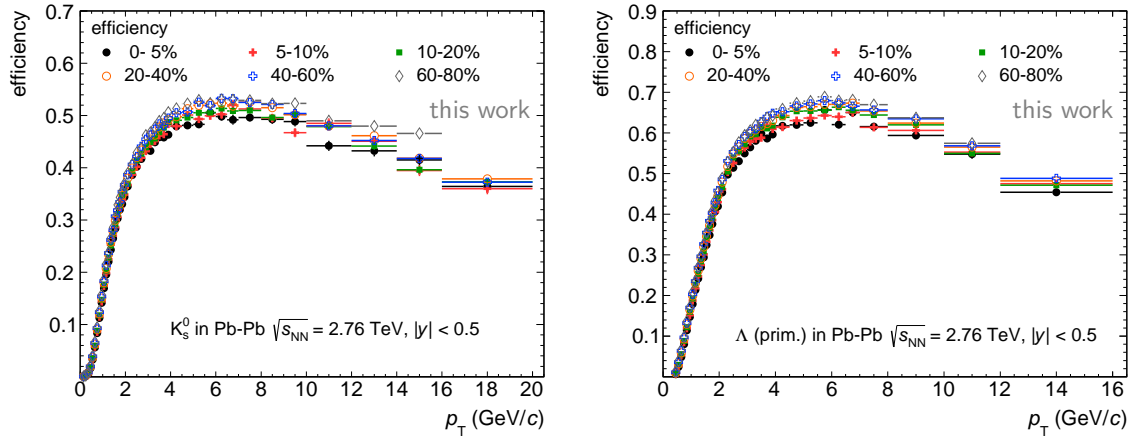 efficiency
0- 5% 5-10% 10-20%
20-40% 40-60% 60-80%
this work
K⁰s in Pb-Pb √sNN = 2.76 TeV, |y| < 0.5
efficiency
0.7
0.6
0.5
0.4
0.3
0.2
0.1
0 2 4 6 8 10 12 14 16 18 20
pT (GeV/c)
efficiency
0- 5% 5-10% 10-20%
20-40% 40-60% 60-80%
this work
Λ (prim.) in Pb-Pb √sNN = 2.76 TeV, |y| < 0.5
efficiency
0.9
0.8
0.7
0.6
0.5
0.4
0.3
0.2
0.1
0 2 4 6 8 10 12 14 16
pT (GeV/c)